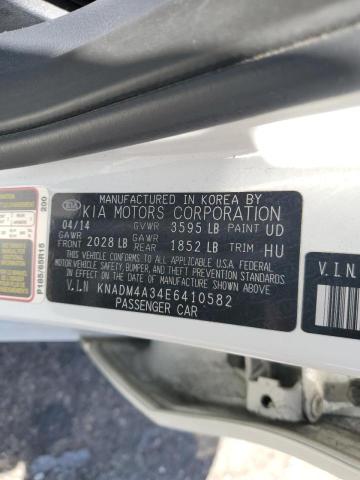 MANUFACTURED IN KOREA BY
KIA KIA MOTORS CORPORATION
04/14 GVWR 3595 LB PAINT UD
GAWR FRONT 2028 LB GAWR REAR 1852 LB TRIM HU
THIS VEHICLE CONFORMS TO ALL APPLICABLE U.S.A. FEDERAL
MOTOR VEHICLE SAFETY, BUMPER, AND THEFT PREVENTION
STANDARDS IN EFFECT ON THE DATE OF MANUFACTURE
SHOWN ABOVE.
V.I.N KNADM4A34E6410582
PASSENGER CAR
P185/65R15
200
V.I.N